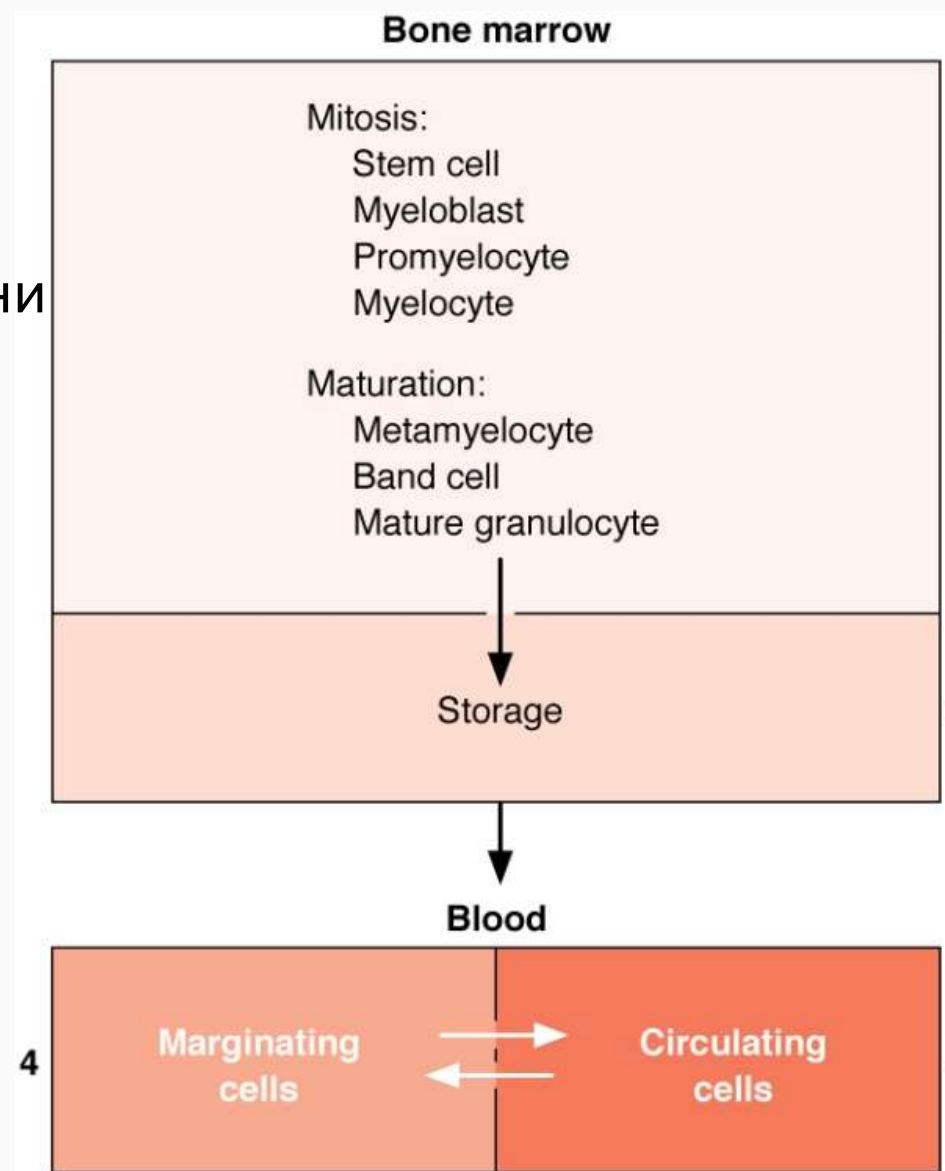 Bone marrow
Mitosis:
Stem cell
Myeloblast
Promyelocyte
ни
Myelocyte
Maturation:
Metamyelocyte
Band cell
Mature granulocyte
Storage
Blood
4
Marginating
cells
Circulating
cells